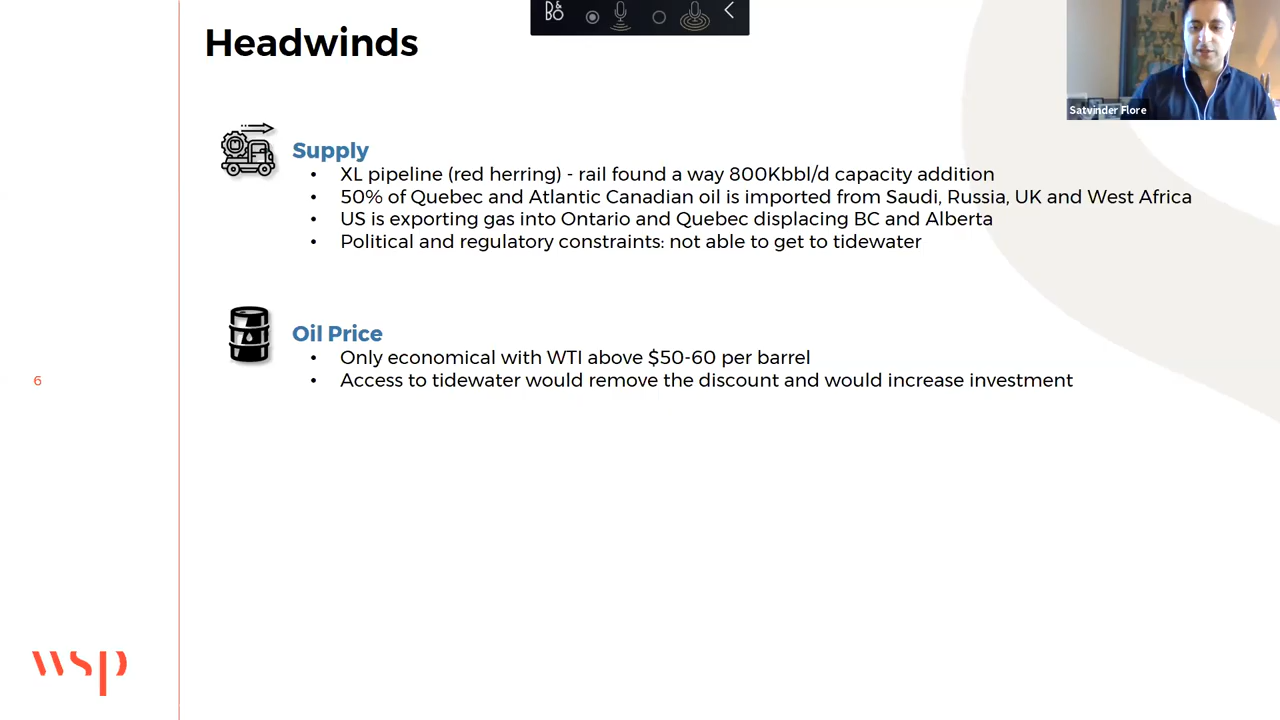 B&O
Headwinds
Satvinder Flore
Supply
• XL pipeline (red herring) - rail found a way 800Kbbl/d capacity addition
• 50% of Quebec and Atlantic Canadian oil is imported from Saudi, Russia, UK and West Africa
• US is exporting gas into Ontario and Quebec displacing BC and Alberta
• Political and regulatory constraints: not able to get to tidewater
Oil Price
• Only economical with WTI above $50-60 per barrel
• Access to tidewater would remove the discount and would increase investment
6
wsp